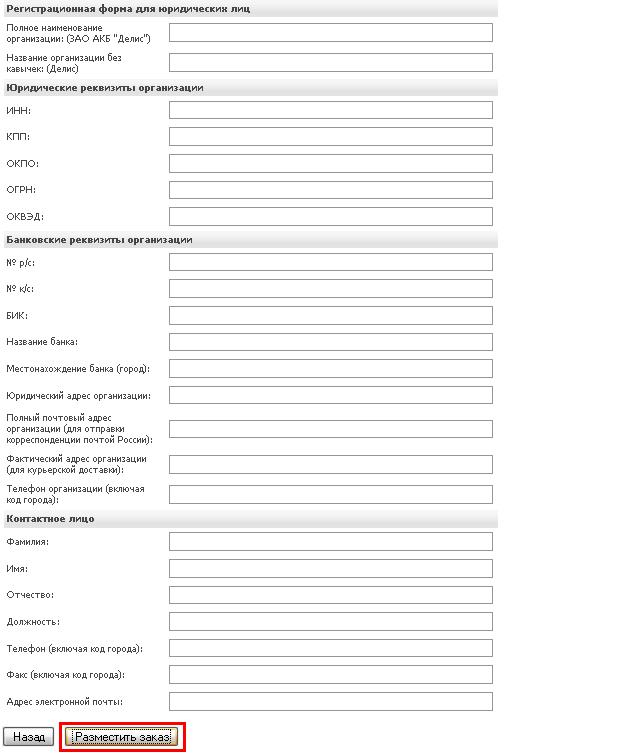 Регистрационная форма для юридических лиц
Полное наименование
организации: (ЗАО АКБ "Делис")
Название организации без
кавычек: (Делис)
Юридические реквизиты организации
ИНН:
КПП:
ОКПО:
ОГРН:
ОКВЭД:
Банковские реквизиты организации
№ р/с:
№ к/с:
БИК:
Название банка:
Местонахождение банка (город):
Юридический адрес организации:
Полный почтовый адрес
организации (для отправки
корреспонденции почтой России):
Фактический адрес организации
(для курьерской доставки):
Телефон организации (включая
код города):
Контактное лицо
Фамилия:
Имя:
Отчество:
Должность:
Телефон (включая код города):
Факс (включая код города):
Адрес электронной почты:
Назад Разместить заказ